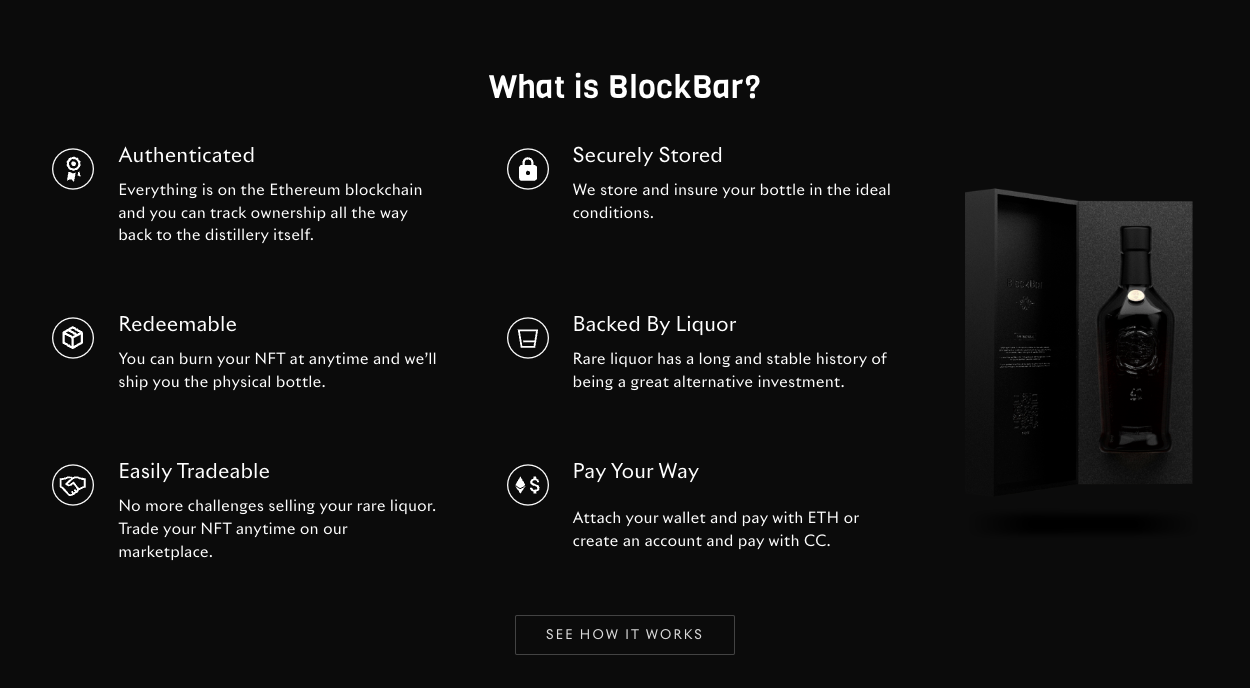 What is BlockBar?
Authenticated
Everything is on the Ethereum blockchain
and you can track ownership all the way
back to the distillery itself.
Securely Stored
We store and insure your bottle in the ideal
conditions.
Redeemable
You can burn your NFT at anytime and we’ll
ship you the physical bottle.
Backed By Liquor
Rare liquor has a long and stable history of
being a great alternative investment.
Easily Tradeable
No more challenges selling your rare liquor.
Trade your NFT anytime on our
marketplace.
Pay Your Way
Attach your wallet and pay with ETH or
create an account and pay with CC.
SEE HOW IT WORKS